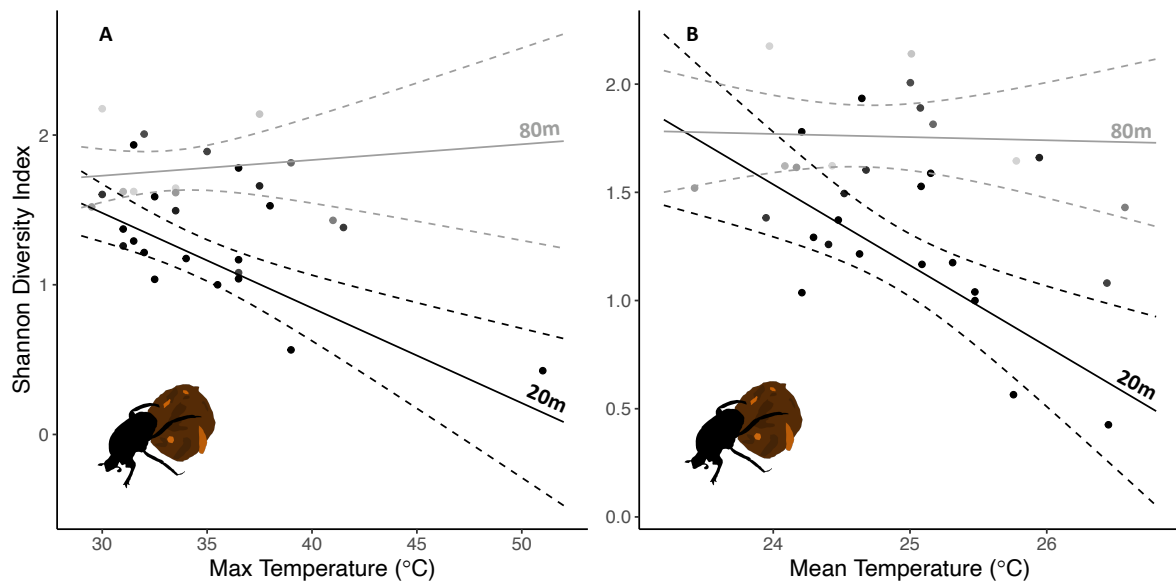 A
B
Shannon Diversity Index
2
1
0
80m
20m
30
35
40
45
50
Max Temperature (°C)
2.0
1.5
1.0
0.5
0.0
80m
20m
24
25
26
Mean Temperature (°C)